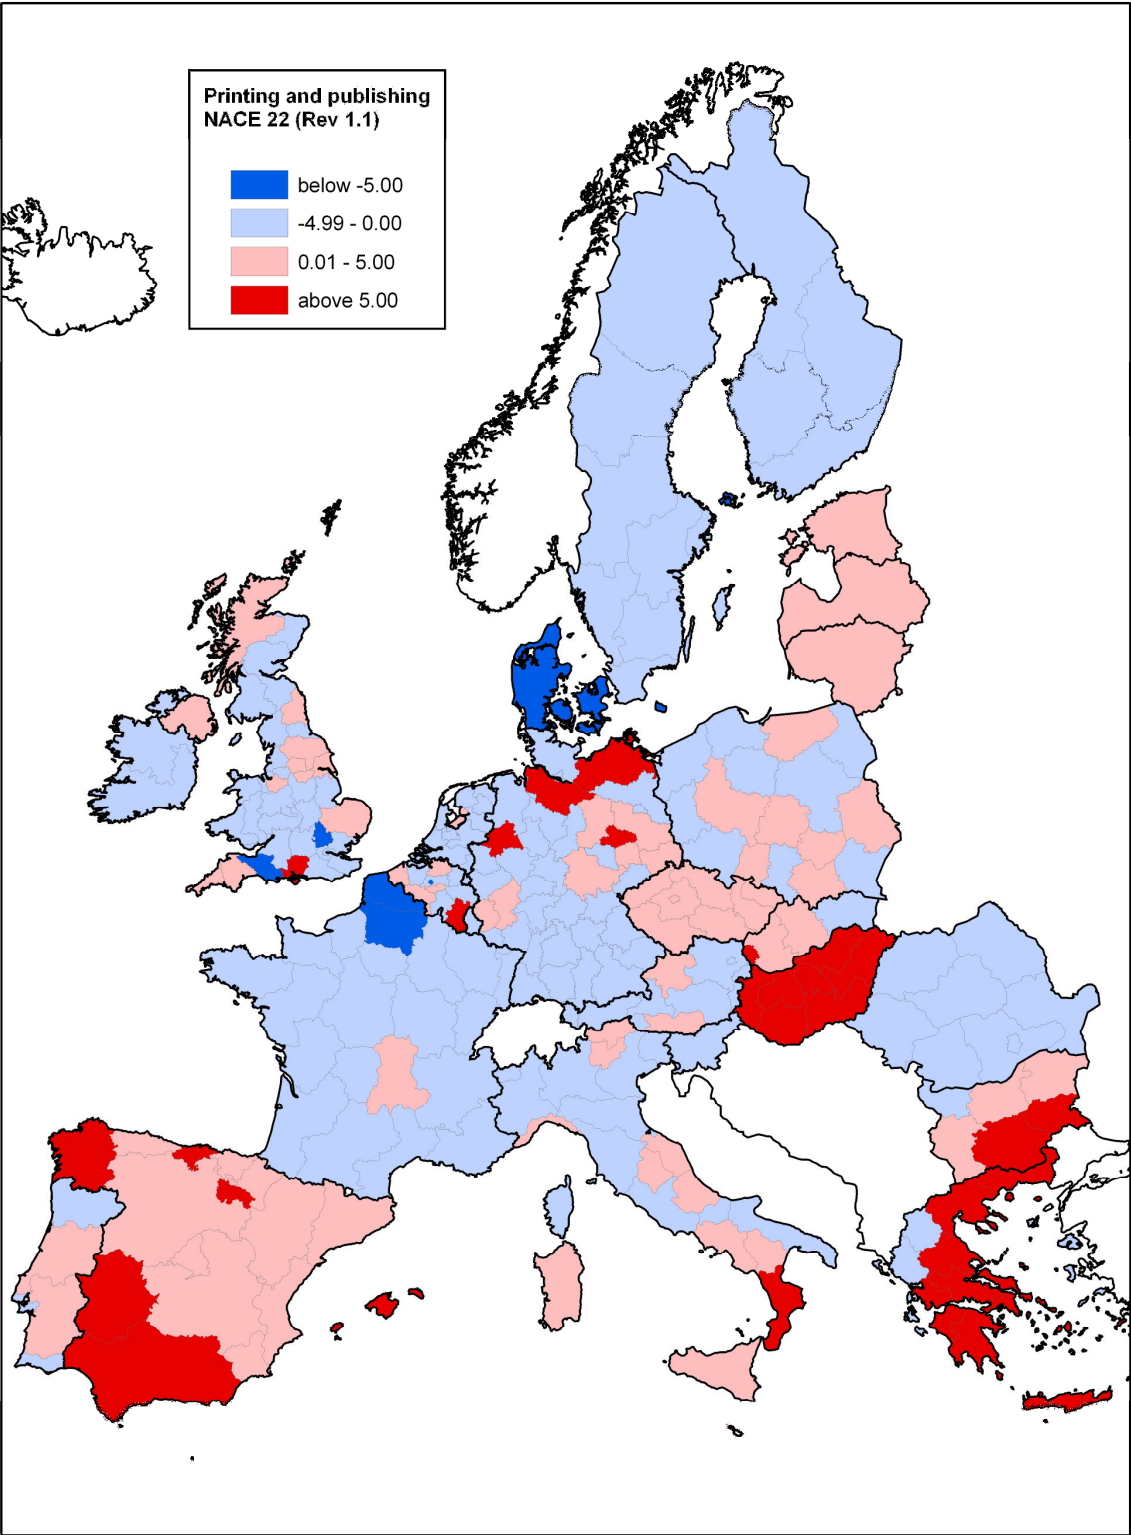 Printing and publishing
NACE 22 (Rev 1.1)
below -5.00
-4.99 - 0.00
0.01 - 5.00
above 5.00